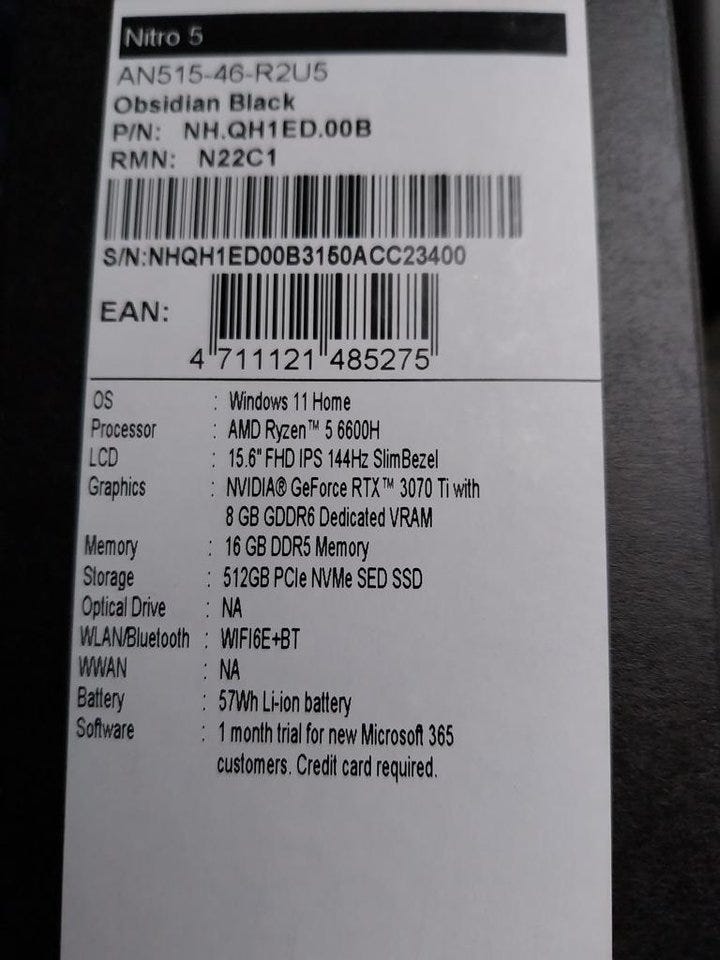 Nitro 5
AN515-46-R2U5
Obsidian Black
P/N: NH.QH1ED.00B
RMN: N22C1
S/N:NHQH1ED00B3150ACC23400
EAN:
4 711121 485275
OS : Windows 11 Home
Processor : AMD Ryzen™ 5 6600H
LCD : 15.6" FHD IPS 144Hz SlimBezel
Graphics : NVIDIA® GeForce RTX™ 3070 Ti with
8 GB GDDR6 Dedicated VRAM
Memory : 16 GB DDR5 Memory
Storage : 512GB PCIe NVMe SED SSD
Optical Drive : NA
WLAN/Bluetooth : WIFI6E+BT
WWAN : NA
Battery : 57Wh Li-ion battery
Software : 1 month trial for new Microsoft 365
customers. Credit card required.